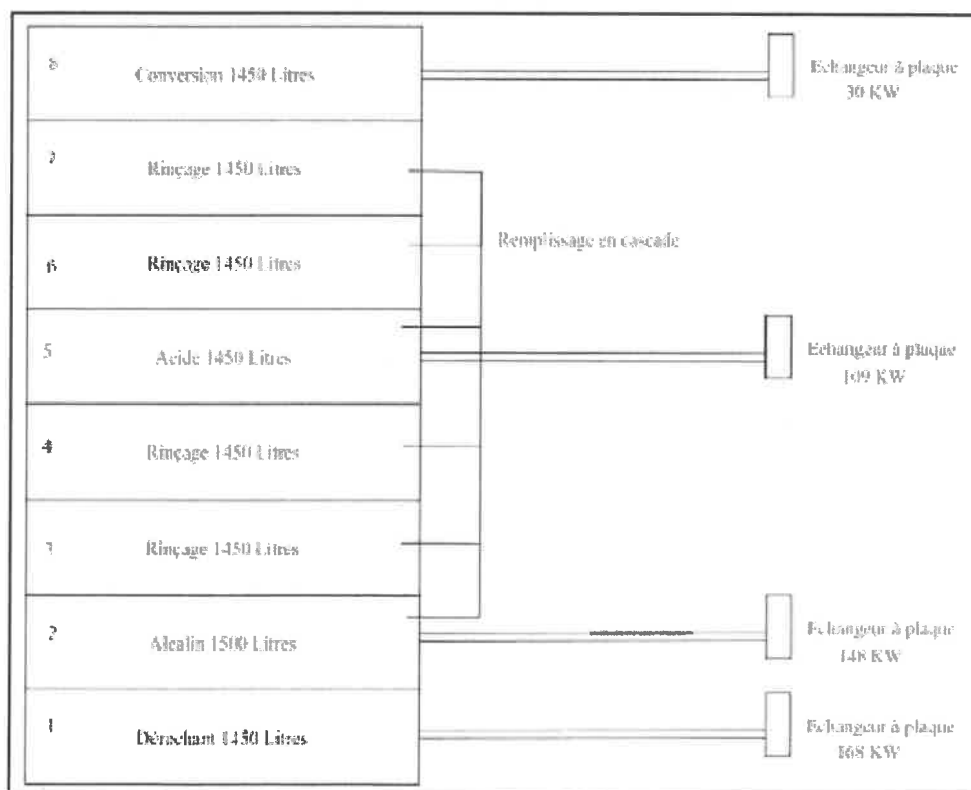 8
Conversion 1450 Litres
Echangeur à plaque
30 KW
7
Rinçage 1450 Litres
Remplissage en cascade
6
Rinçage 1450 Litres
5
Acide 1450 Litres
Echangeur à plaque
109 KW
4
Rinçage 1450 Litres
3
Rinçage 1450 Litres
2
Alcalin 1500 Litres
Echangeur à plaque
148 KW
1
Dérochant 1450 Litres
Echangeur à plaque
168 KW